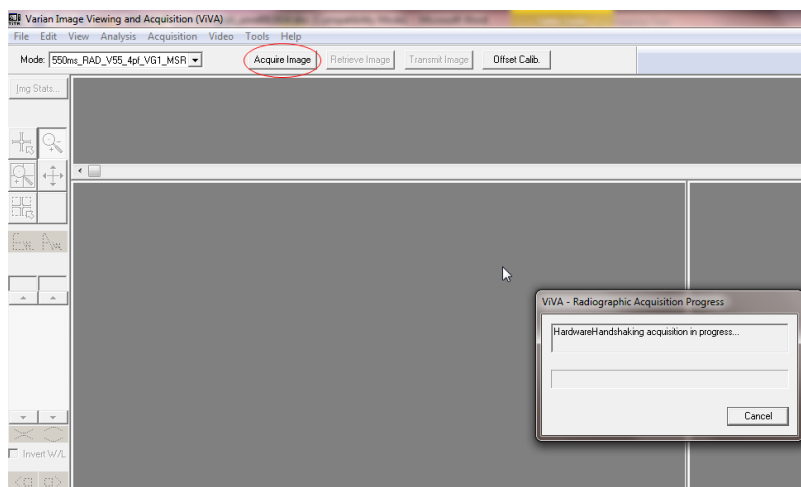 Varian Image Viewing and Acquisition (ViVA)
File Edit View Analysis Acquisition Video Tools Help
Mode: 550ms_RAD_V55_4pf_VG1_MSR Acquire Image Retrieve Image Transmit Image Offset Calib.
Img Stats...
ViVA - Radiographic Acquisition Progress
HardwareHandshaking acquisition in progress...
Cancel
Invert W/L